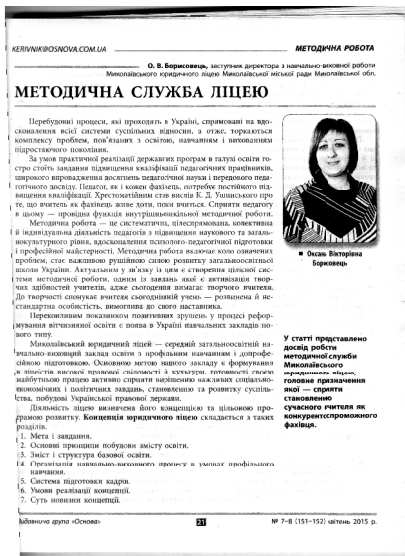 KERIVNIK@OSNOVA.COM.UA
МЕТОДИЧНА РОБОТА
О. В. Борисовець, заступник директора з навчально-виховної роботи
Миколаївського юридичного ліцею Миколаївської міської ради Миколаївської обл.
МЕТОДИЧНА СЛУЖБА ЛІЦЕЮ
Перебудовчі процеси, які проходять в Україні, спрямовані на вдо-
сконалення всієї системи суспільних відносин, а отже, торкаються
комплексу проблем, пов'язаних з освітою, навчанням і вихованням
підростаючого покоління.
За умов практичної реалізації державних програм в галузі освіти го-
стро стоїть завдання підвищення кваліфікації педагогічних працівників,
широкого впровадження досягнень педагогічної науки і передового педа-
гогічного досвіду. Педагог, як і кожен фахівець, потребує постійного під-
вищення кваліфікації. Хрестоматійним став вислів К. Д. Ушинського про
те, що вчитель як фахівець живе доти, поки вчиться. Сприяти педагогу
в цьому — провідна функція внутрішньошкільної методичної роботи.
Методична робота — це систематична, цілеспрямована, колективна
й індивідуальна діяльність педагогів з підвищення наукового та загаль-
нокультурного рівня, вдосконалення психолого-педагогічної підготовки
і професійної майстерності. Методична робота включає коло означених
проблем, стає важливою рушійною силою розвитку загальноосвітньої
школи України. Актуальним у зв'язку із цим є створення цілісної систе-
ми методичної роботи, одним із завдань якої є активізація твор-
чих здібностей учителів, адже сьогодення вимагає творчого вчителя.
До творчості спонукає вчителя сьогоднішній учень — розвинена й не-
стандартна особистість, вимоглива до свого наставника.
Переконливим показником позитивних зрушень у процесі рефор-
мування вітчизняної освіти є поява в Україні навчальних закладів но-
вого типу.
Миколаївський юридичний ліцей — середній загальноосвітній на-
вчально-виховний заклад освіти з профільним навчанням і допрофе-
сійною підготовкою. Основною метою нашого закладу є формування
в ліцеїстів високої правової свідомості й культури, готовності своєю
майбутньою працею активно сприяти вирішенню важливих соціально-
економічних і політичних завдань, становленню та розвитку суспіль-
ства, побудові Української правової держави.
Діяльність ліцею визначена його концепцією та цільовою про-
грамою розвитку. Концепція юридичного ліцею складається з таких
розділів.
1. Мета і завдання.
2. Основні принципи побудови змісту освіти.
3. Зміст і структура базової освіти.
4. Організація навчально-виховного процесу в умовах профільного
навчання.
5. Система підготовки кадрів.
6. Умови реалізації концепції.
7. Суть новизни концепції.
■ Оксана Вікторівна
Борисовець
У статті представлено
досвід роботи
методичної служби
Миколаївського
юридичного ліцею,
головне призначення
якої — сприяти
становленню
сучасного вчителя як
конкурентоспроможного
фахівця.
Видавнича група «Основа»
21
№ 7–8 (151–152) квітень 2015 р.